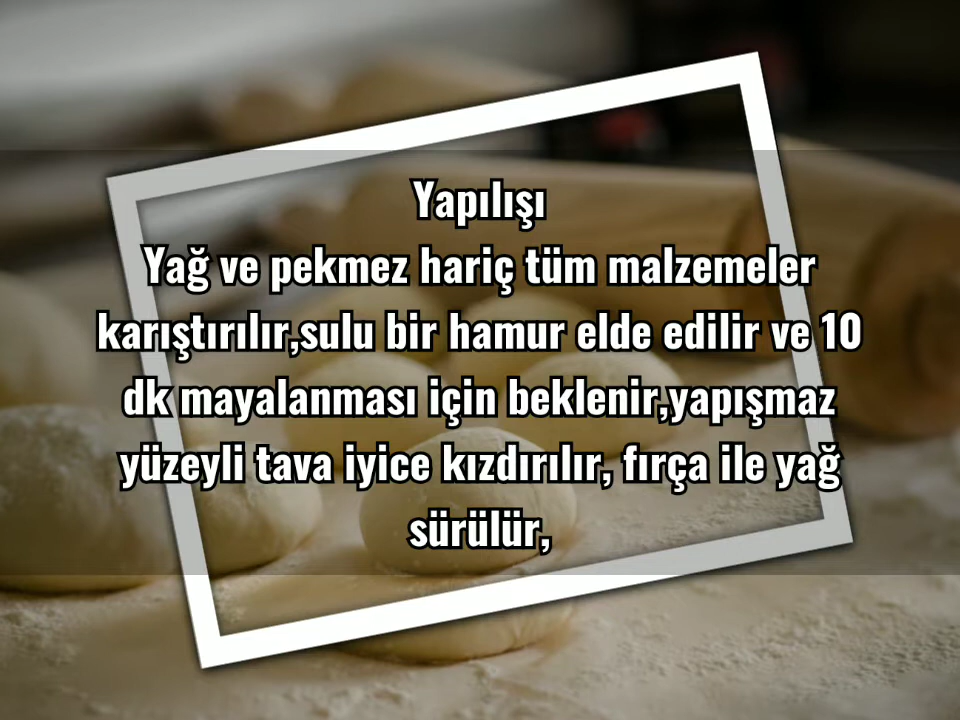 Yapılışı
Yağ ve pekmez hariç tüm malzemeler
karıştırılır,sulu bir hamur elde edilir ve 10
dk mayalanması için beklenir,yapışmaz
yüzeyli tava iyice kızdırılır, fırça ile yağ
sürülür,